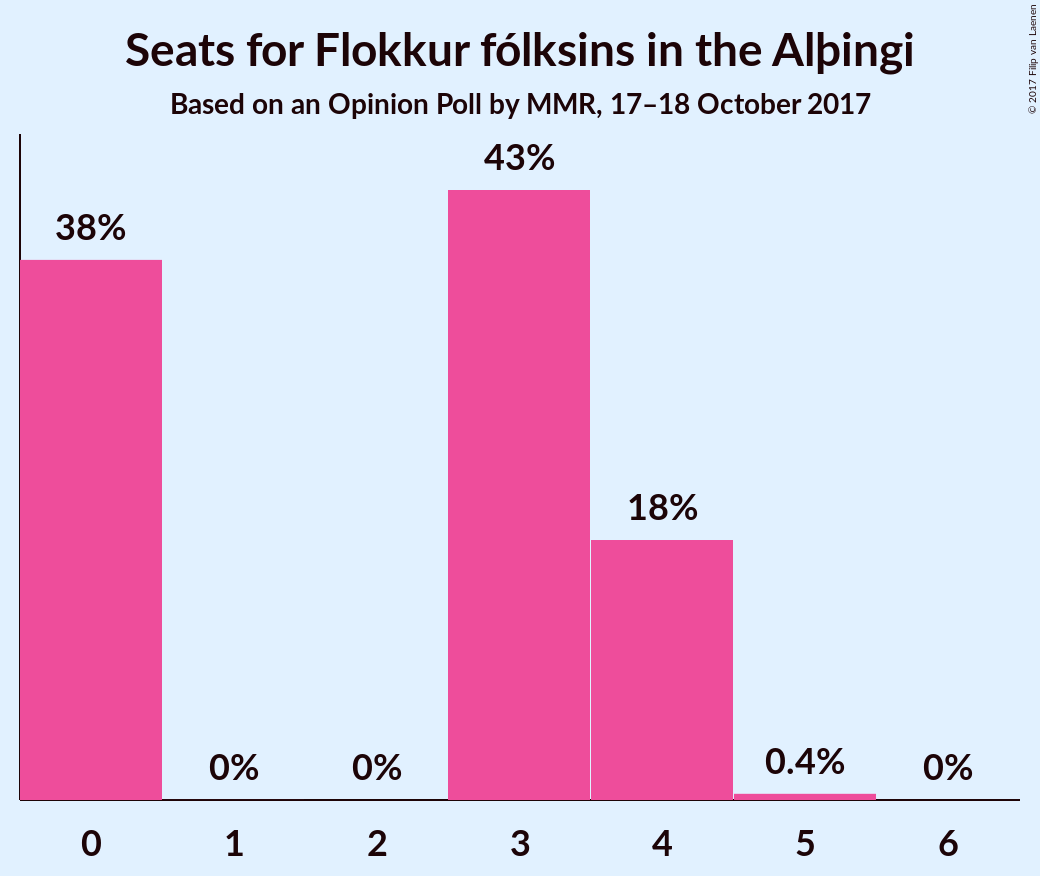 Seats for Flokkur fólksins in the Alþingi
Based on an Opinion Poll by MMR, 17–18 October 2017
© 2017 Filip van Laenen
43%
38%
18%
0%
0%
0.4%
0%
0 1 2 3 4 5 6